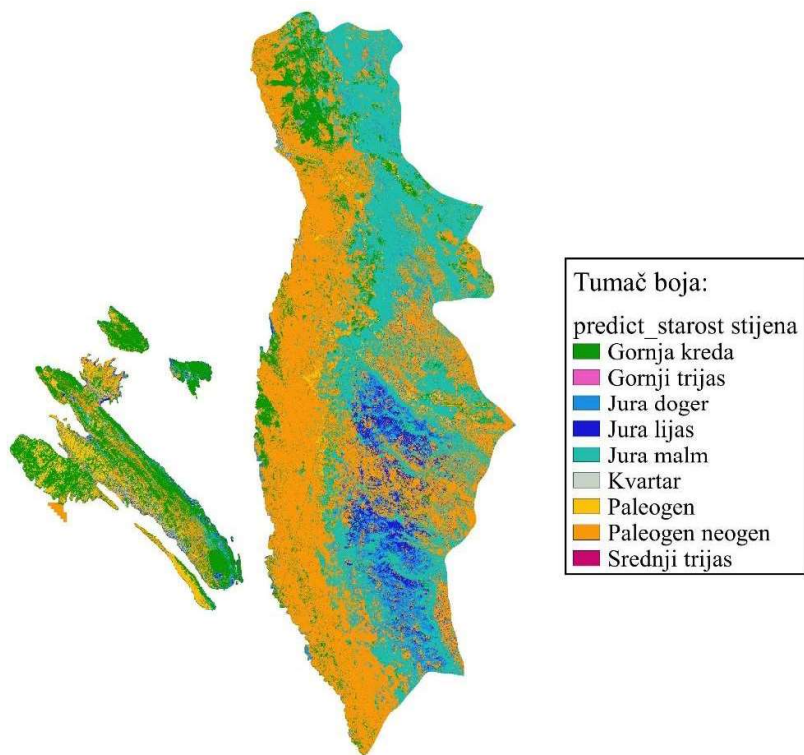 Tumač boja:
predict_starost stijena
Gornja kreda
Gornji trijas
Jura doger
Jura lijas
Jura malm
Kvartar
Paleogen
Paleogen neogen
Srednji trijas